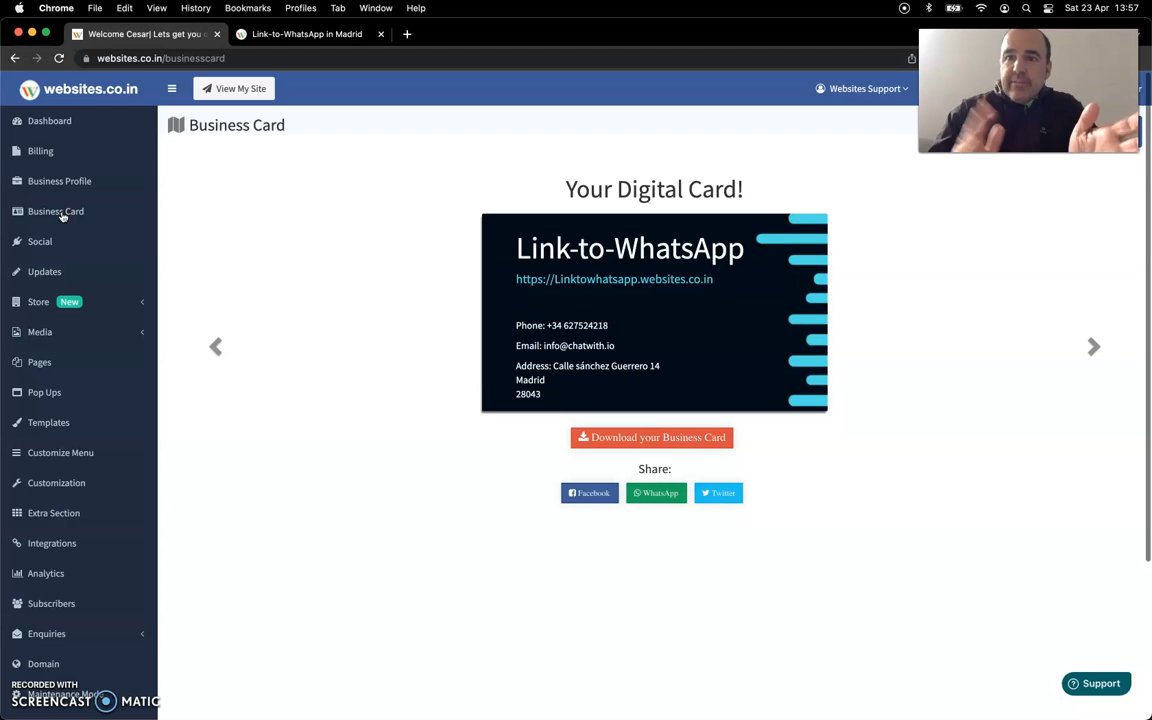 Chrome File Edit View History Bookmarks Profiles Tab Window Help Sat 23 Apr 13:57
Welcome Cesar| Lets get you Link-to-WhatsApp in Madrid
websites.co.in/businesscard
websites.co.in View My Site Websites Support
Dashboard
Business Card
Billing
Business Profile
Business Card
Social
Updates
Store New
Media
Pages
Pop Ups
Templates
Customize Menu
Customization
Extra Section
Integrations
Analytics
Subscribers
Enquiries
Domain
Your Digital Card!
Link-to-WhatsApp
https://Linktowhatsapp.websites.co.in
Phone: +34 627524218
Email: info@chatwith.io
Address: Calle sánchez Guerrero 14
Madrid
28043
Download your Business Card
Share:
Facebook WhatsApp Twitter
Support
RECORDED WITH
Maintenance
SCREENCAST MATIC